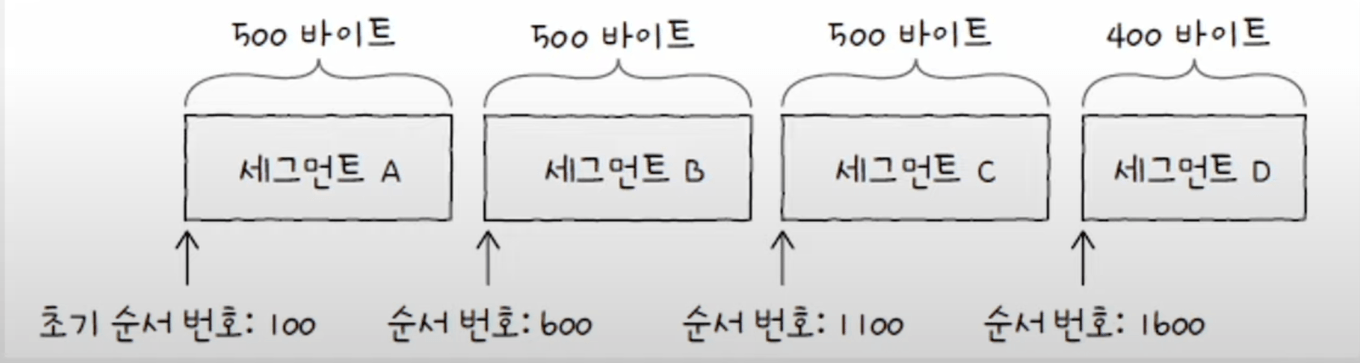 500 바이트
500 바이트
500 바이트
400 바이트
세그먼트 A
세그먼트 B
세그먼트 C
세그먼트 D
초기 순서 번호: 100
순서 번호: 600
순서 번호: 1100
순서 번호: 1600